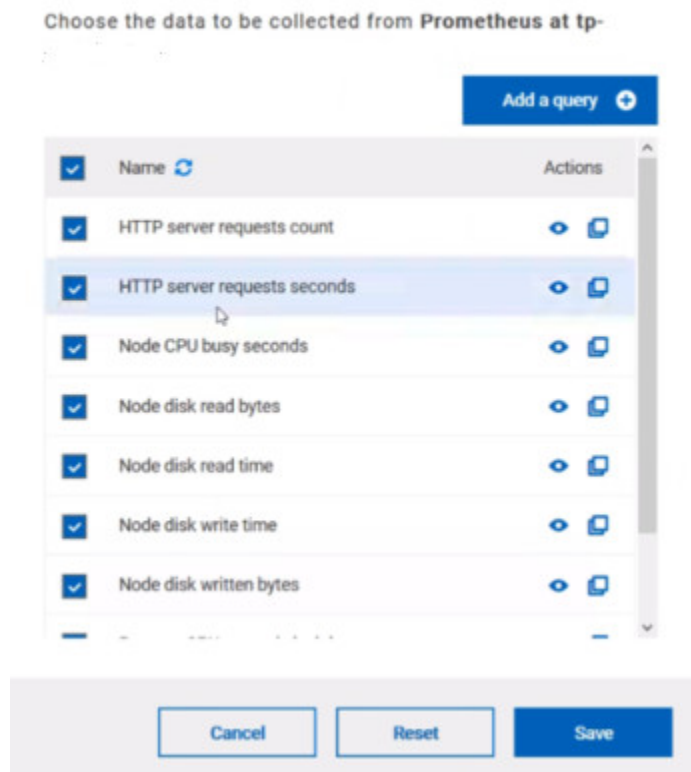 Choose the data to be collected from Prometheus at tp-
Add a query
Name Actions
HTTP server requests count
HTTP server requests seconds
Node CPU busy seconds
Node disk read bytes
Node disk read time
Node disk write time
Node disk written bytes
Cancel Reset Save